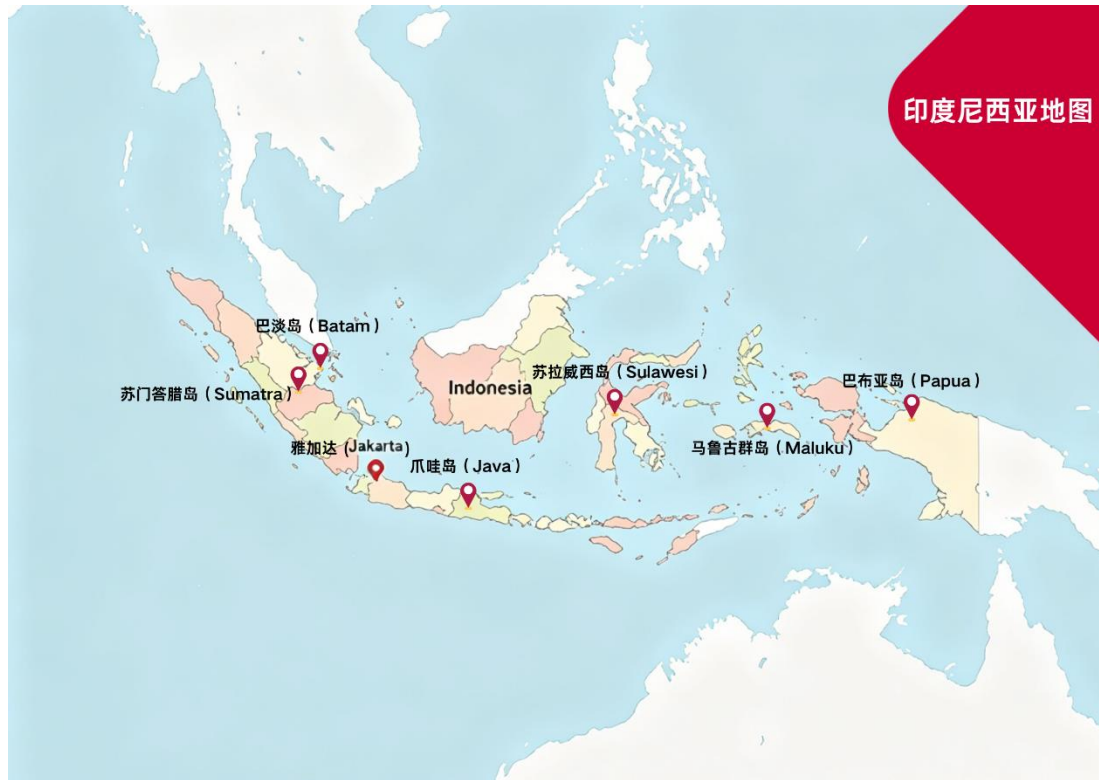 印度尼西亚地图
巴淡岛（Batam）
苏门答腊岛（Sumatra）
Indonesia
苏拉威西岛（Sulawesi）
巴布亚岛（Papua）
雅加达 (Jakarta)
爪哇岛（Java）
马鲁古群岛（Maluku）